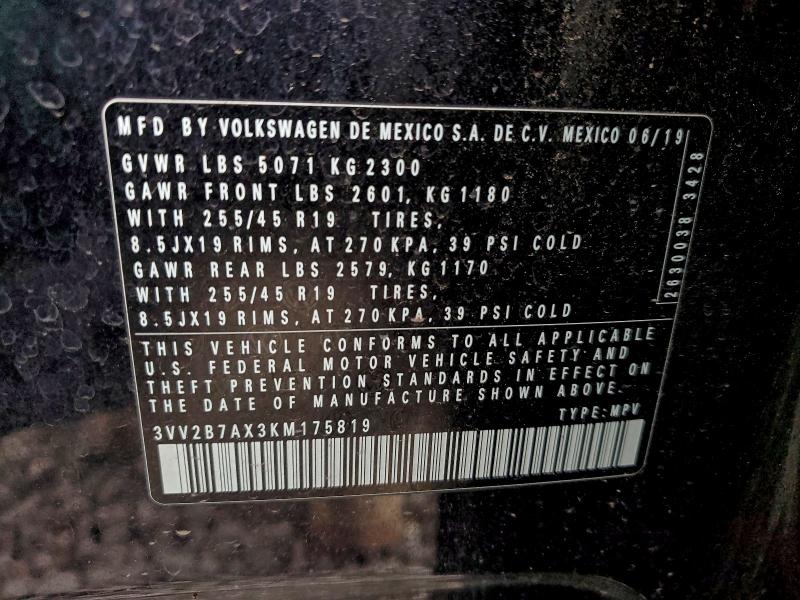 MFD BY VOLKSWAGEN DE MEXICO S.A. DE C.V. MEXICO 06/19
GVWR LBS 5071 KG 2300
GAWR FRONT LBS 2601, KG 1180
WITH 255/45 R19 TIRES,
8.5JX19 RIMS, AT 270 KPA, 39 PSI COLD
GAWR REAR LBS 2579, KG 1170
WITH 255/45 R19 TIRES,
8.5JX19 RIMS, AT 270 KPA, 39 PSI COLD
2630038 3428
THIS VEHICLE CONFORMS TO ALL APPLICABLE
U.S. FEDERAL MOTOR VEHICLE SAFETY AND
THEFT PREVENTION STANDARDS IN EFFECT ON
THE DATE OF MANUFACTURE SHOWN ABOVE.
TYPE: MPV
3VV2B7AX3KM175819